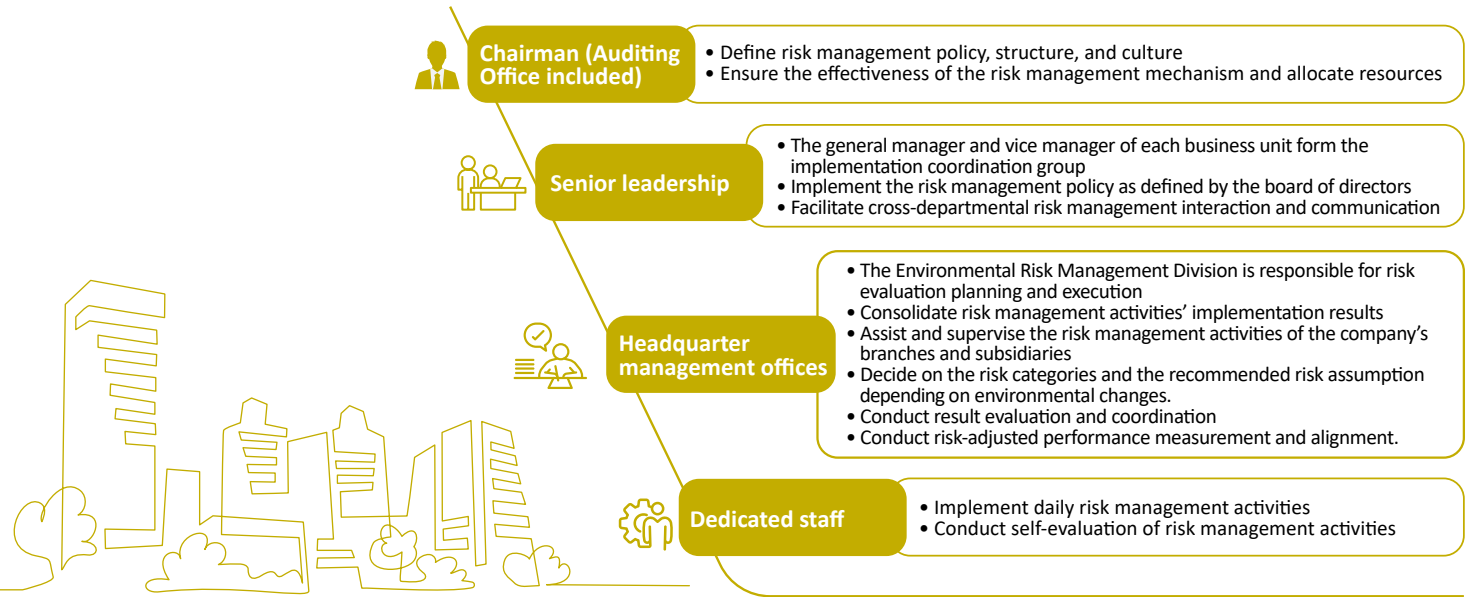 Chairman (Auditing
Office included)
• Define risk management policy, structure, and culture
• Ensure the effectiveness of the risk management mechanism and allocate resources
Senior leadership
• The general manager and vice manager of each business unit form the
implementation coordination group
• Implement the risk management policy as defined by the board of directors
• Facilitate cross-departmental risk management interaction and communication
Headquarter
management offices
• The Environmental Risk Management Division is responsible for risk
evaluation planning and execution
• Consolidate risk management activities’ implementation results
• Assist and supervise the risk management activities of the company’s
branches and subsidiaries
• Decide on the risk categories and the recommended risk assumption
depending on environmental changes.
• Conduct result evaluation and coordination
• Conduct risk-adjusted performance measurement and alignment.
Dedicated staff
• Implement daily risk management activities
• Conduct self-evaluation of risk management activities